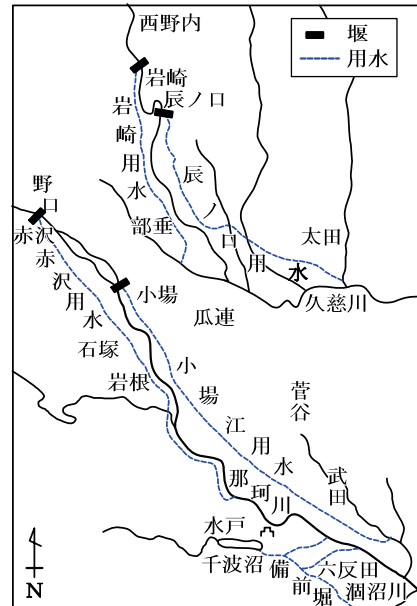 堰
用水
西野内
岩崎
辰ノ口
岩崎用水
辰ノ口用水
部垂
太田
久慈川
野口
赤沢
赤沢用水
小場
瓜連
石塚
岩根
小場江用水
菅谷
武田
那珂川
水戸
千波沼
備前堀
六反田
涸沼川
N